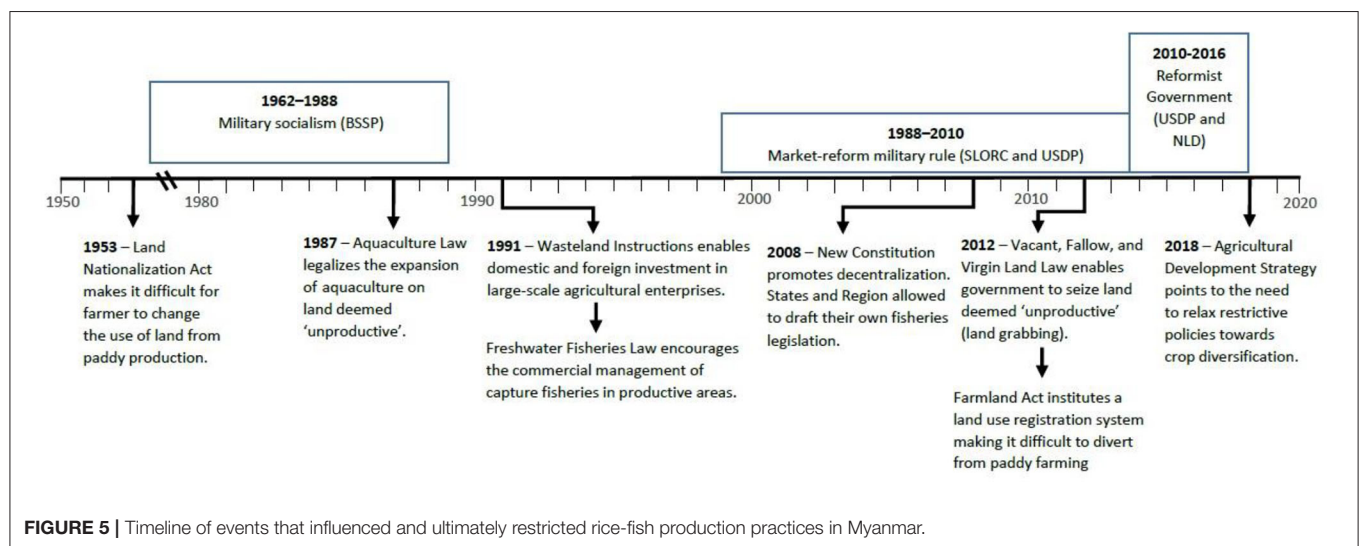 1962–1988
Military socialism (BSSP)
1988–2010
Market-reform military rule (SLORC and USDP)
2010-2016
Reformist
Government
(USDP and
NLD)
1950
1980
1990
2000
2010
2020
1953 – Land
Nationalization Act
makes it difficult for
farmer to change
the use of land from
paddy production.
1987 – Aquaculture Law
legalizes the expansion
of aquaculture on
land deemed
‘unproductive’.
1991 – Wasteland Instructions enables
domestic and foreign investment in
large-scale agricultural enterprises.
Freshwater Fisheries Law encourages
the commercial management of
capture fisheries in productive areas.
2008 – New Constitution
promotes decentralization.
States and Region allowed
to draft their own fisheries
legislation.
2012 – Vacant, Fallow, and
Virgin Land Law enables
government to seize land
deemed ‘unproductive’
(land grabbing).
Farmland Act institutes a
land use registration system
making it difficult to divert
from paddy farming
2018 – Agricultural
Development Strategy
points to the need
to relax restrictive
policies towards
crop diversification.
FIGURE 5 | Timeline of events that influenced and ultimately restricted rice-fish production practices in Myanmar.